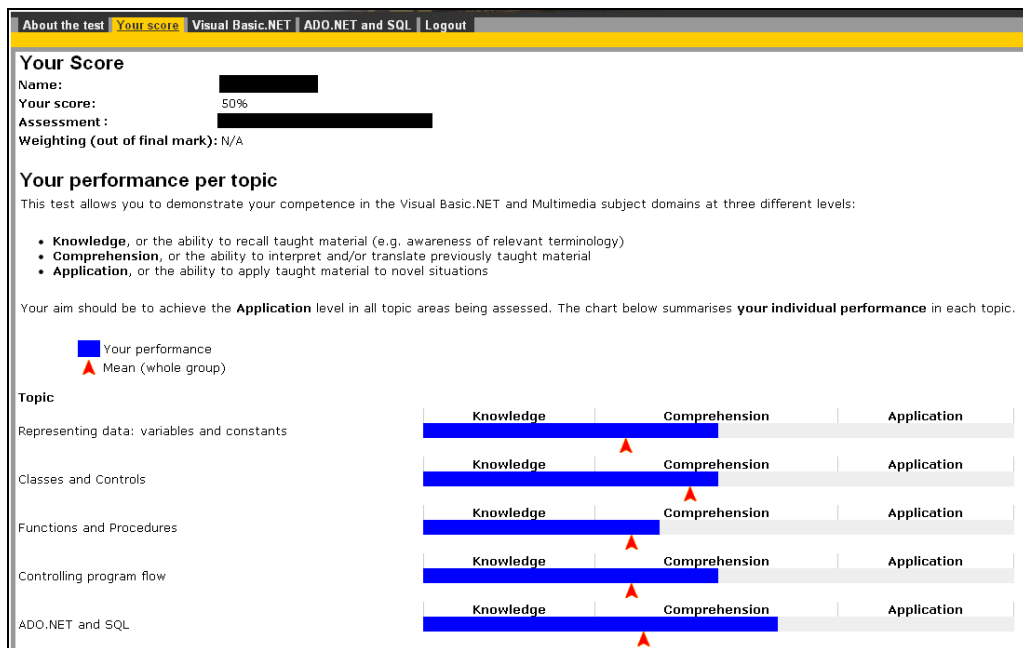 About the test Your score Visual Basic.NET ADO.NET and SQL Logout
Your Score
Name:
Your score: 50%
Assessment :
Weighting (out of final mark): N/A
Your performance per topic
This test allows you to demonstrate your competence in the Visual Basic.NET and Multimedia subject domains at three different levels:
• Knowledge, or the ability to recall taught material (e.g. awareness of relevant terminology)
• Comprehension, or the ability to interpret and/or translate previously taught material
• Application, or the ability to apply taught material to novel situations
Your aim should be to achieve the Application level in all topic areas being assessed. The chart below summarises your individual performance in each topic.
Your performance
Mean (whole group)
Topic
Knowledge Comprehension Application
Representing data: variables and constants
Knowledge Comprehension Application
Classes and Controls
Knowledge Comprehension Application
Functions and Procedures
Knowledge Comprehension Application
Controlling program flow
Knowledge Comprehension Application
ADO.NET and SQL